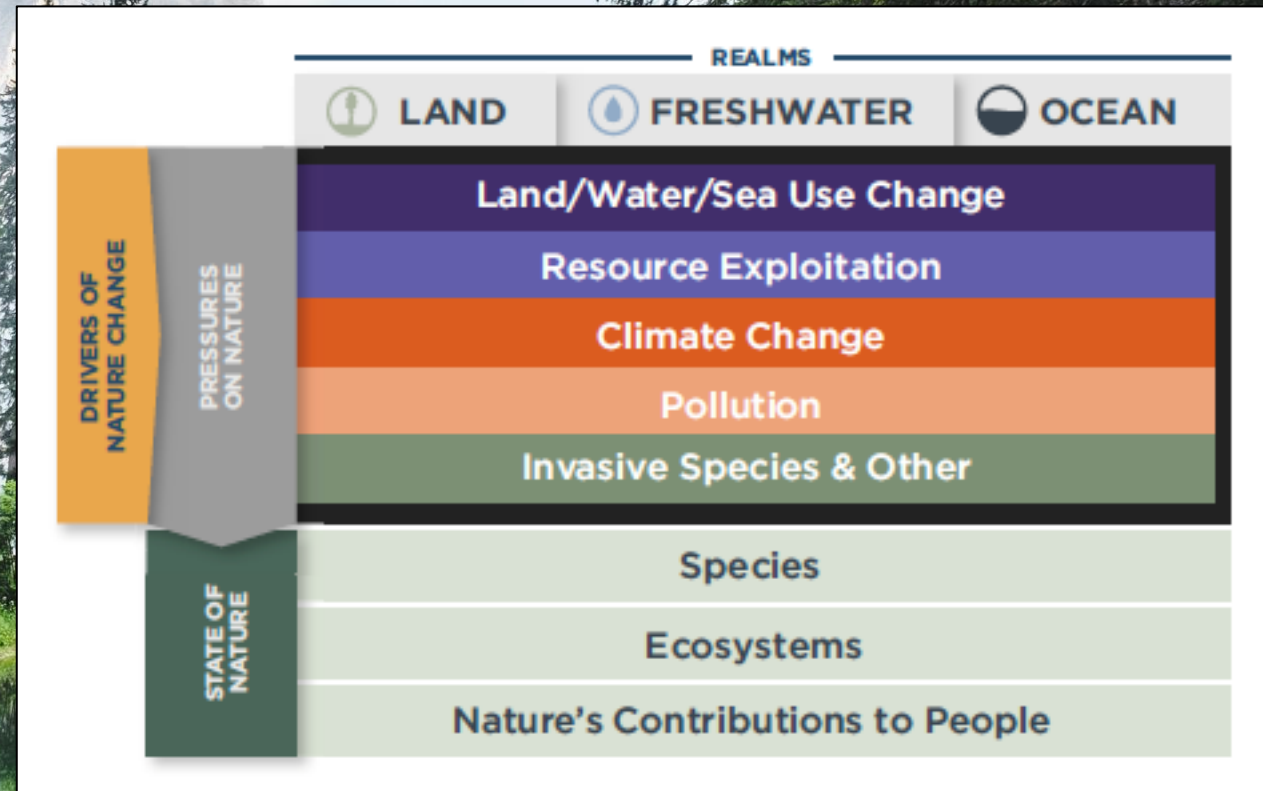 REALMS
LAND
FRESHWATER
OCEAN
DRIVERS OF
NATURE CHANGE
PRESSURES
ON NATURE
Land/Water/Sea Use Change
Resource Exploitation
Climate Change
Pollution
Invasive Species & Other
STATE OF
NATURE
Species
Ecosystems
Nature's Contributions to People